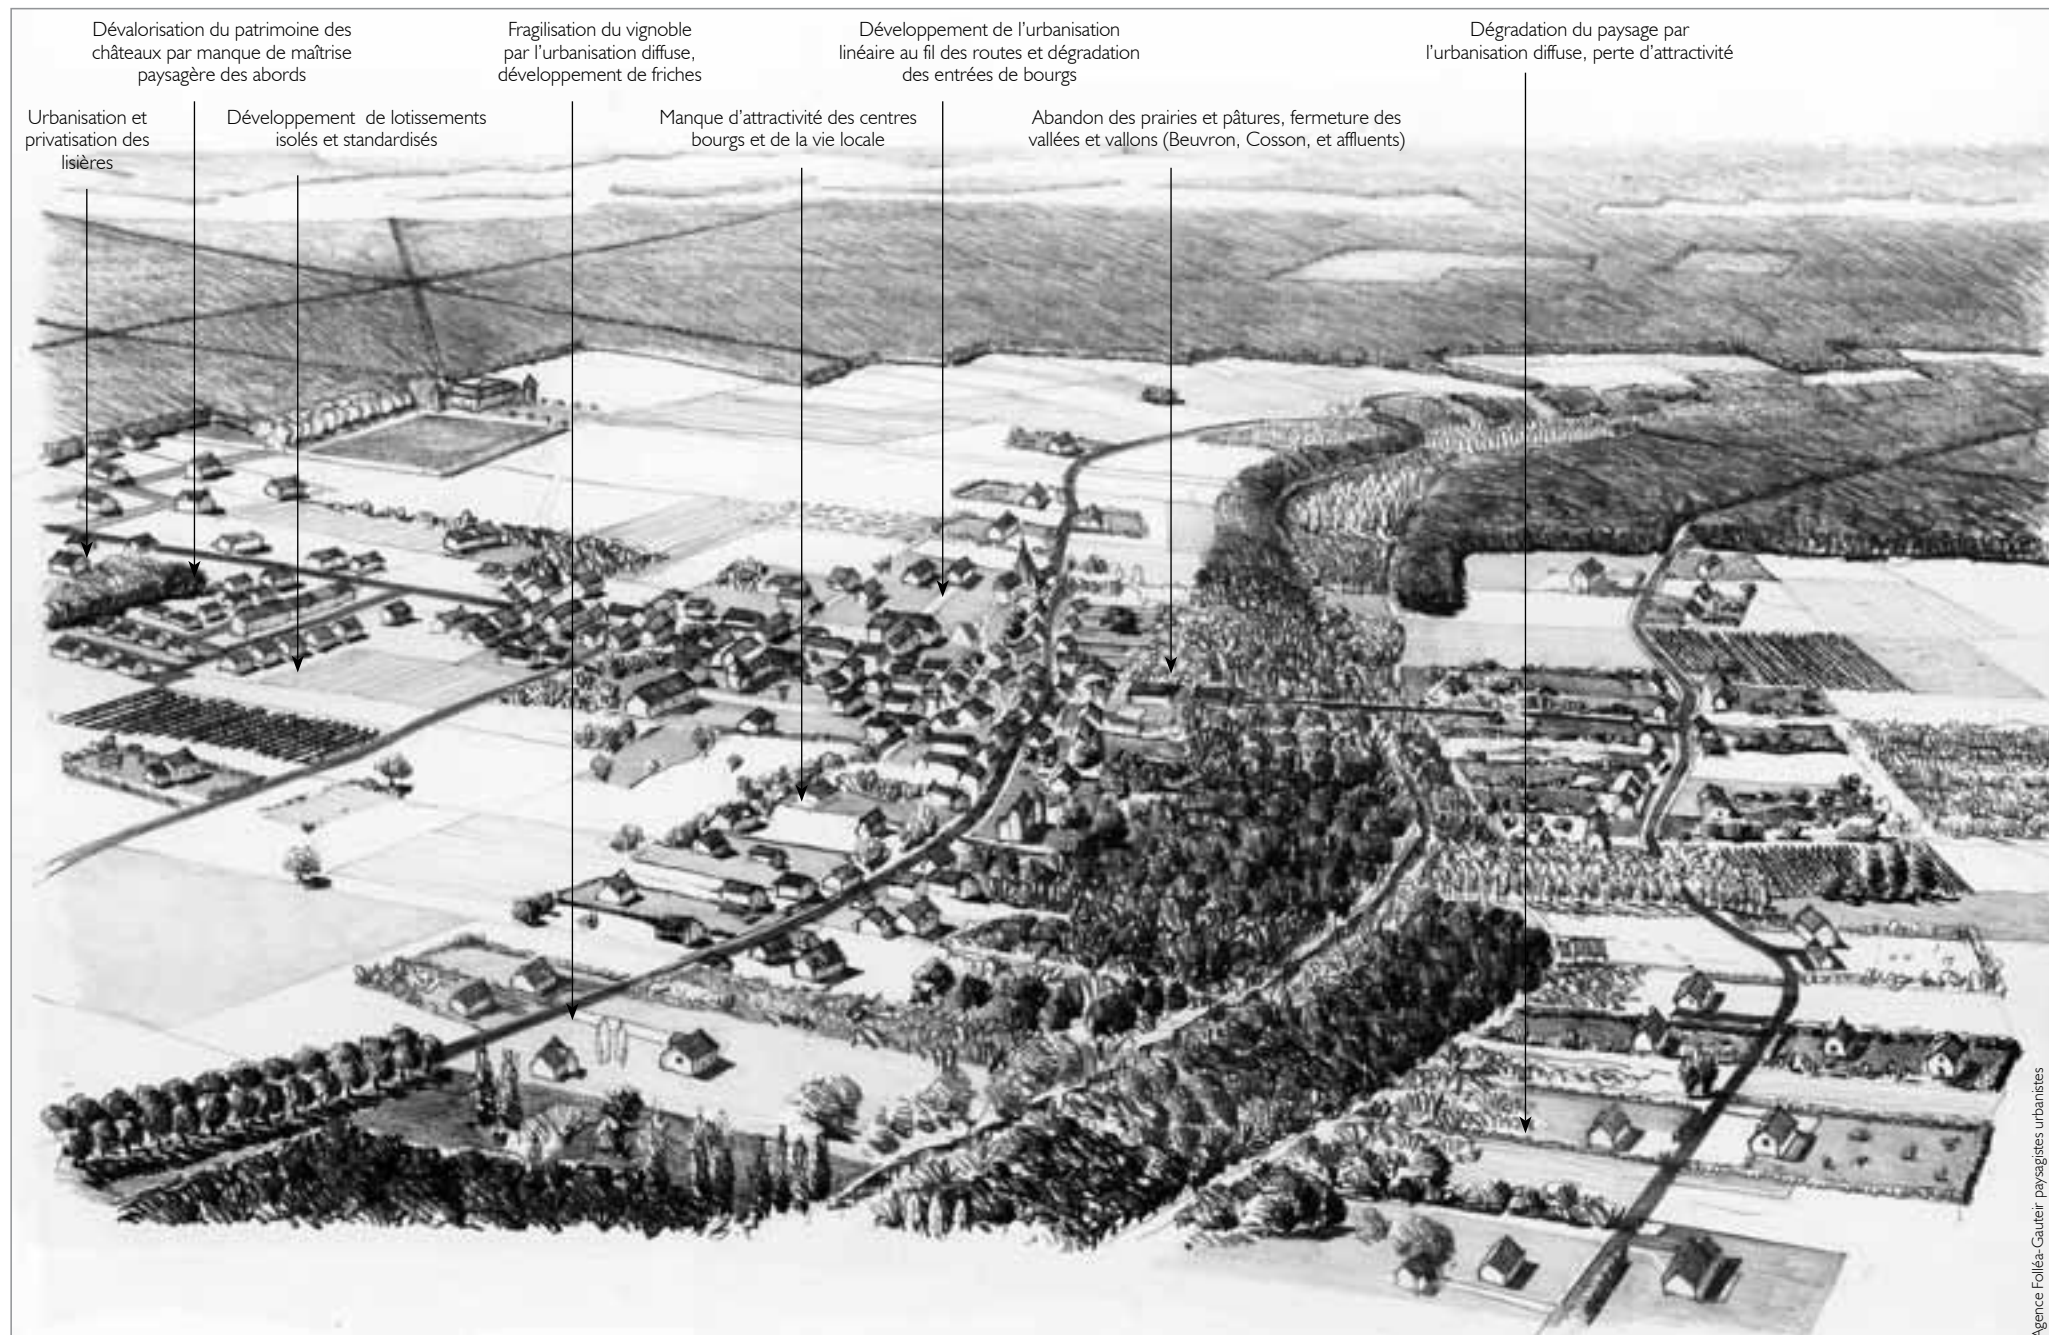 Dévalorisation du patrimoine des
châteaux par manque de maîtrise
paysagère des abords
Fragilisation du vignoble
par l'urbanisation diffuse,
développement de friches
Développement de l'urbanisation
linéaire au fil des routes et dégradation
des entrées de bourgs
Dégradation du paysage par
l'urbanisation diffuse, perte d'attractivité
Urbanisation et
privatisation des
lisières
Développement de lotissements
isolés et standardisés
Manque d'attractivité des centres
bourgs et de la vie locale
Abandon des prairies et pâtures, fermeture des
vallées et vallons (Beuvron, Cosson, et affluents)
Agence Folléa-Gauteir paysagistes urbanistes